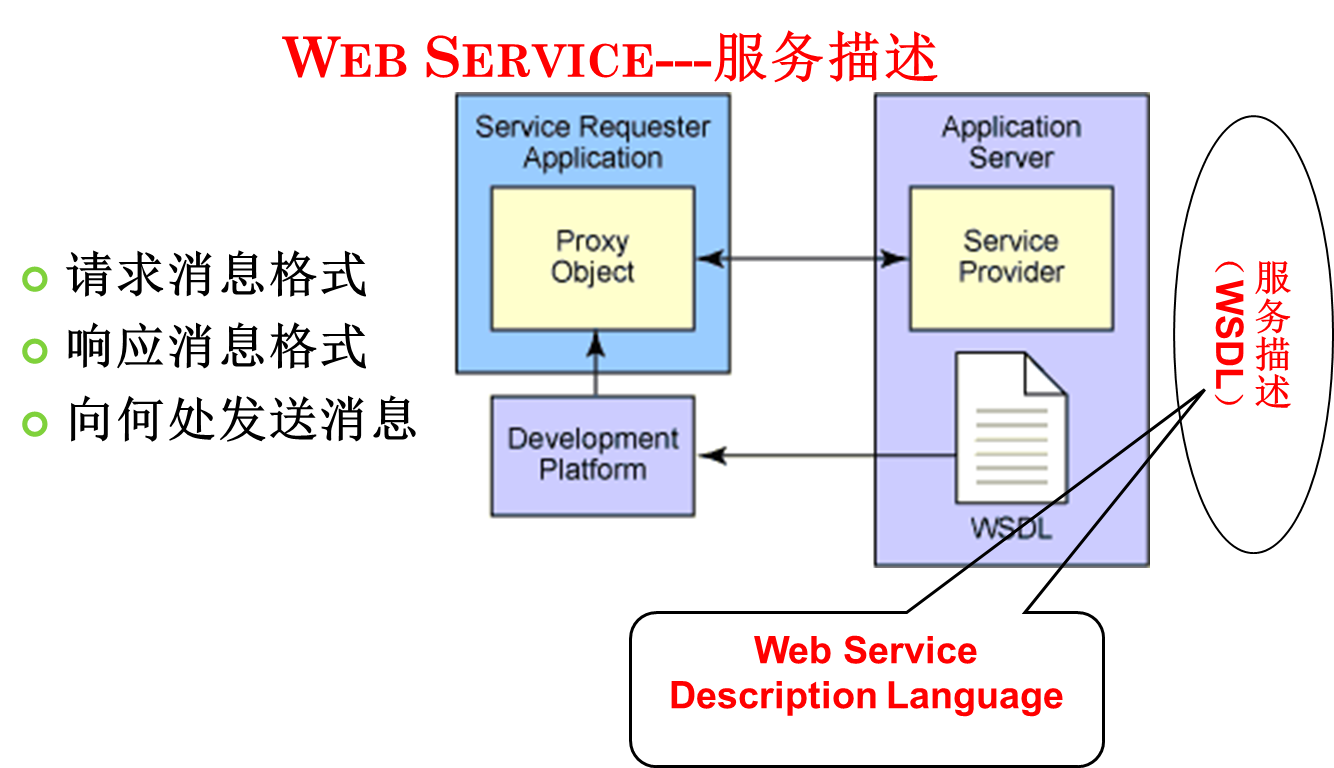 WEB SERVICE---服务描述
请求消息格式
响应消息格式
向何处发送消息
Service Requester
Application
Proxy
Object
Development
Platform
Application
Server
Service
Provider
WSDL
服务描述
（WSDL）
Web Service
Description Language